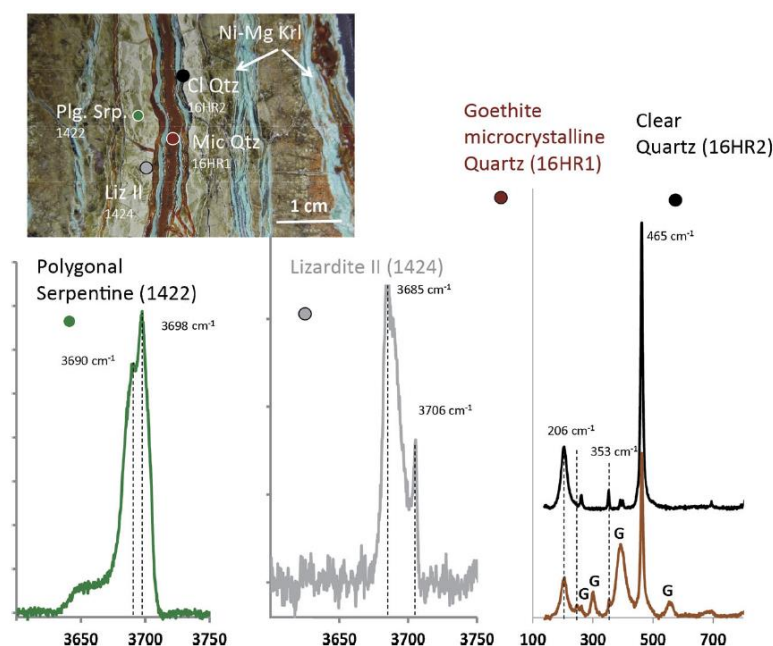 Ni-Mg Krl
Cl Qtz
16HR2
Plg. Srp.
1422
Mic Qtz
16HR1
Liz II
1424
1 cm
Goethite
microcrystalline
Quartz (16HR1)
Clear
Quartz (16HR2)
Polygonal
Serpentine (1422)
3698 cm-1
3690 cm-1
3650
3700
3750
Lizardite II (1424)
3685 cm-1
3706 cm-1
3650
3700
3750
465 cm-1
206 cm-1
353 cm-1
G
G
G
G
100
300
500
700